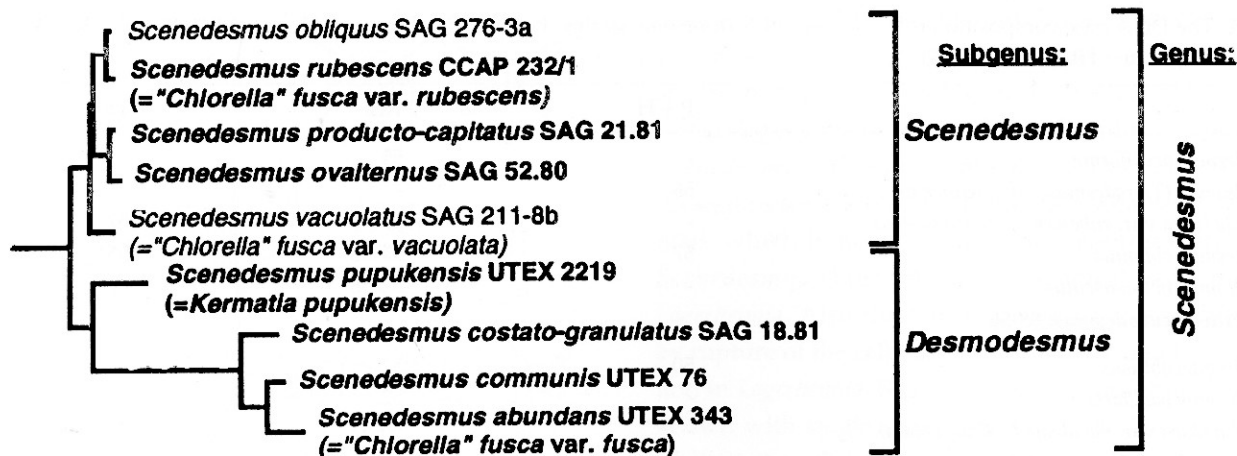 Scenedesmus obliquus SAG 276-3a
Scenedesmus rubescens CCAP 232/1
(="Chlorella" fusca var. rubescens)
Scenedesmus producto-capitatus SAG 21.81
Scenedesmus ovalternus SAG 52.80
Scenedesmus vacuolatus SAG 211-8b
(="Chlorella" fusca var. vacuolata)
Scenedesmus pupukensis UTEX 2219
(=Kermatia pupukensis)
Scenedesmus costato-granulatus SAG 18.81
Scenedesmus communis UTEX 76
Scenedesmus abundans UTEX 343
(="Chlorella" fusca var. fusca)
Subgenus:
Scenedesmus
Desmodesmus
Genus:
Scenedesmus